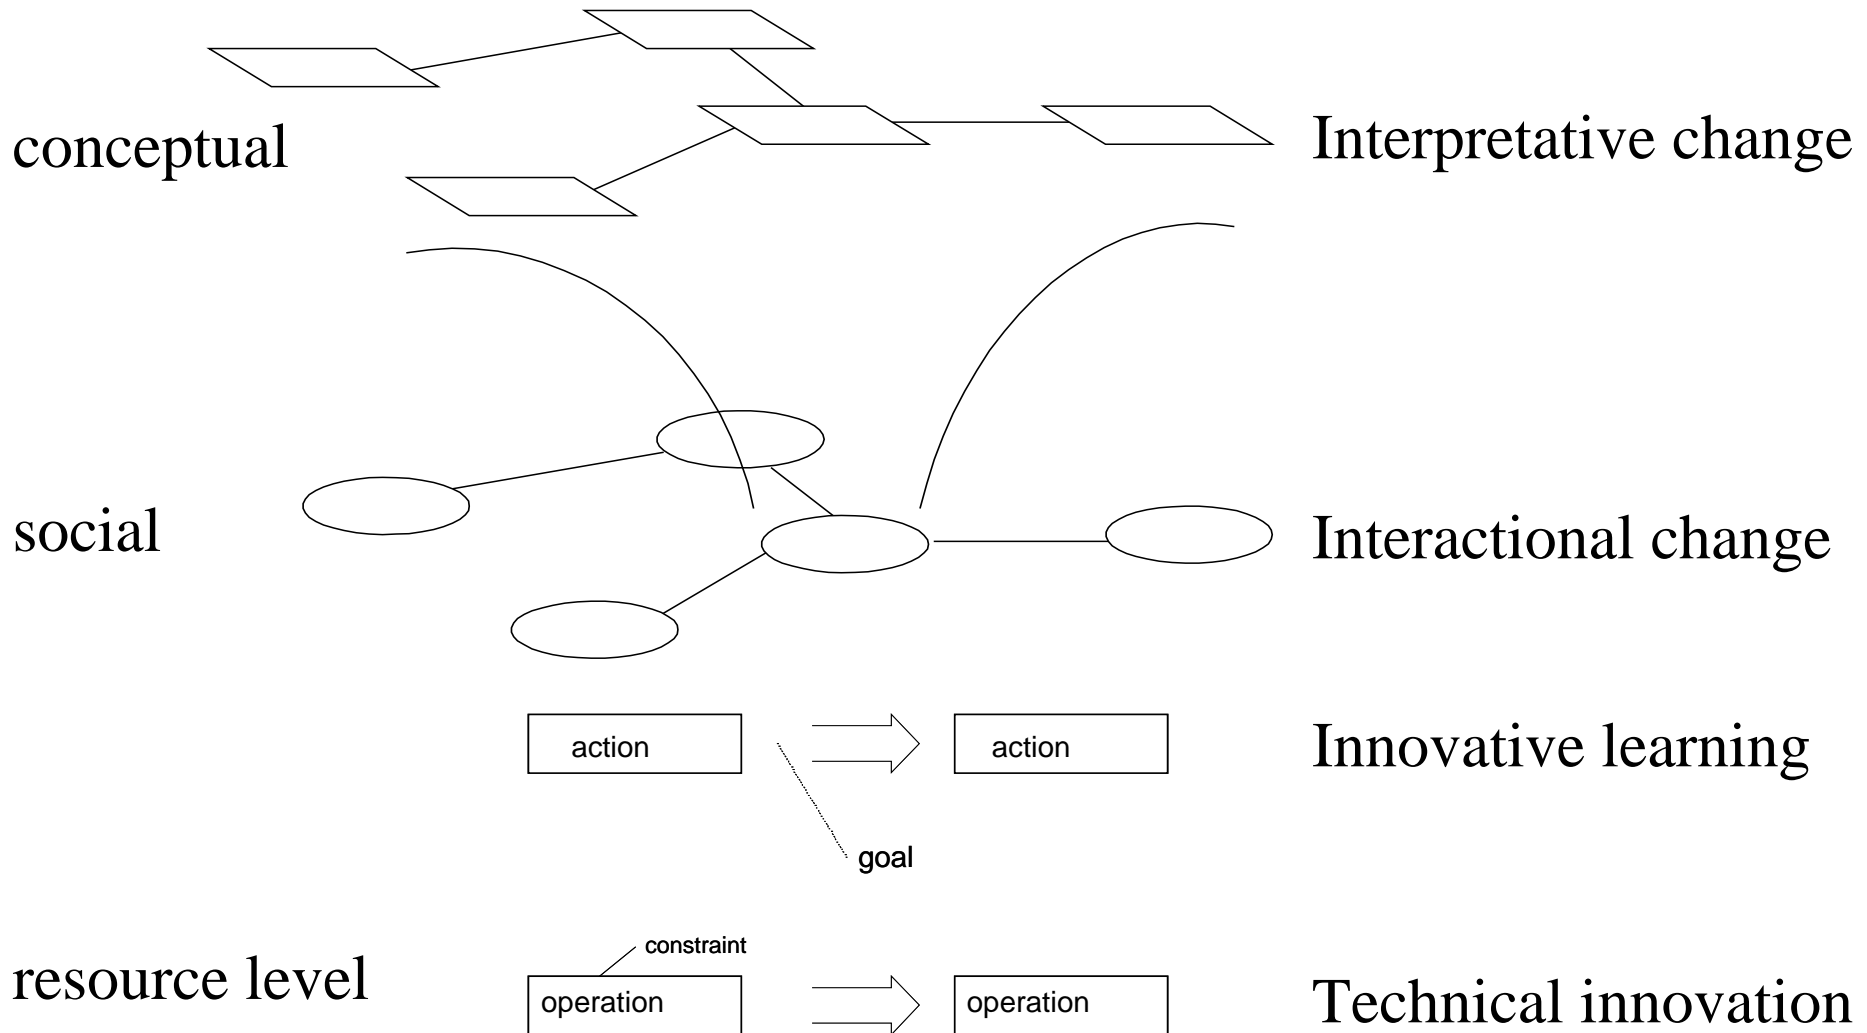 conceptual
Interpretative change
social
Interactional change
action
action
Innovative learning
goal
constraint
resource level
operation
operation
Technical innovation